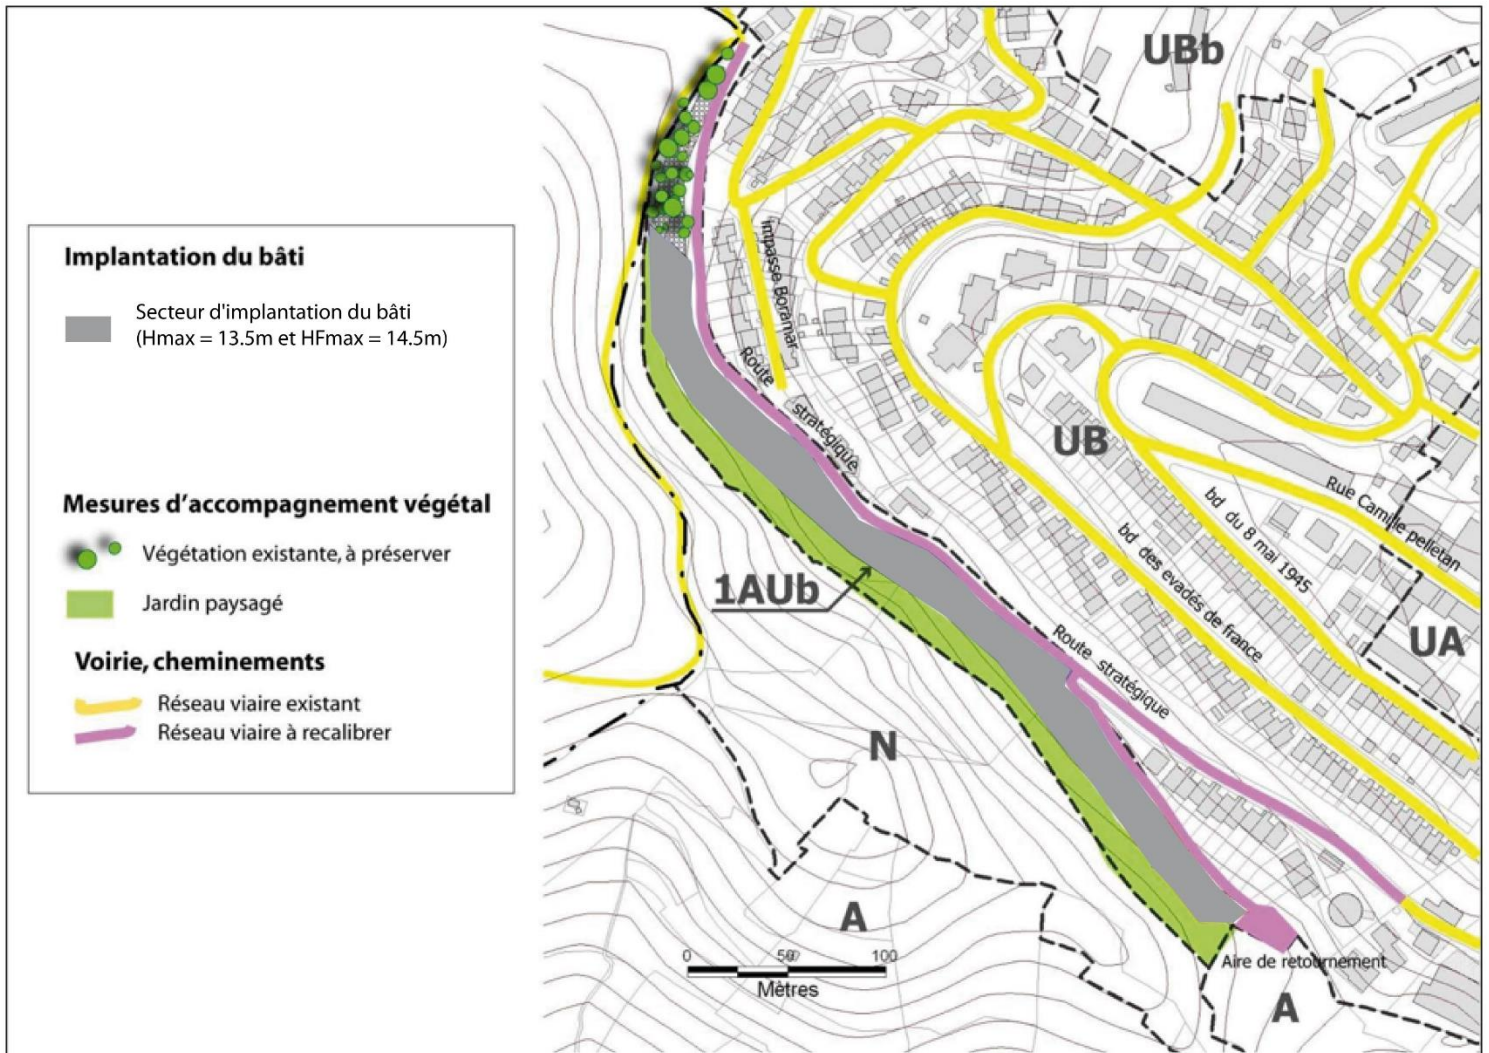 Implantation du bâti
Secteur d'implantation du bâti
(Hmax = 13.5m et HFmax = 14.5m)
Mesures d'accompagnement végétal
Végétation existante, à préserver
Jardin paysagé
Voirie, cheminements
Réseau viaire existant
Réseau viaire à recalibrer
UBb
impasse Boramar
Route
stratégique
UB
Rue Camille pelletan
bd du 8 mai 1945
bd des evadés de france
1AUb
UA
Route stratégique
N
A
0 50 100
Mètres
Aire de retournement
A